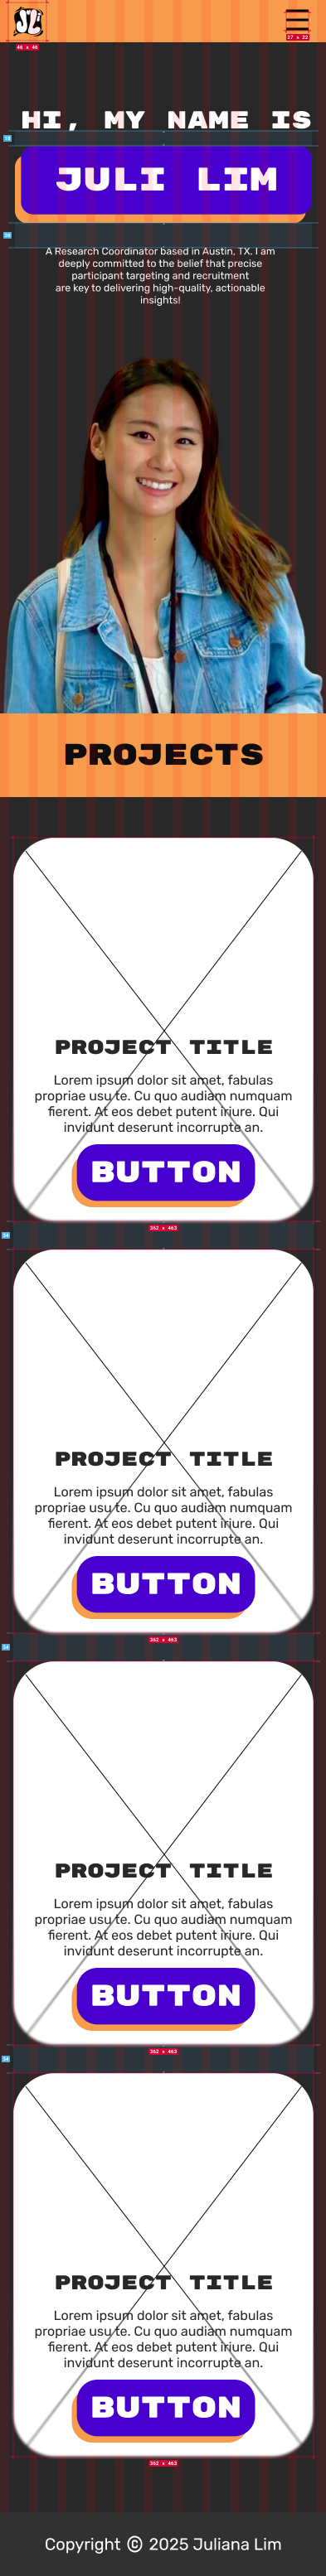 JLi
46 x 46
27 x 22
HI, MY NAME IS
JULI LIM
A Research Coordinator based in Austin, TX. I am
deeply committed to the belief that precise
participant targeting and recruitment
are key to delivering high-quality, actionable
insights!
PROJECTS
PROJECT TITLE
Lorem ipsum dolor sit amet, fabulas
propriae usu te. Cu quo audiam numquam
fierent. At eos debet putent iriure. Qui
invidunt deserunt incorrupte an.
BUTTON
362 x 463
34
PROJECT TITLE
Lorem ipsum dolor sit amet, fabulas
propriae usu te. Cu quo audiam numquam
fierent. At eos debet putent iriure. Qui
invidunt deserunt incorrupte an.
BUTTON
362 x 463
34
PROJECT TITLE
Lorem ipsum dolor sit amet, fabulas
propriae usu te. Cu quo audiam numquam
fierent. At eos debet putent iriure. Qui
invidunt deserunt incorrupte an.
BUTTON
362 x 463
34
PROJECT TITLE
Lorem ipsum dolor sit amet, fabulas
propriae usu te. Cu quo audiam numquam
fierent. At eos debet putent iriure. Qui
invidunt deserunt incorrupte an.
BUTTON
362 x 463
Copyright © 2025 Juliana Lim